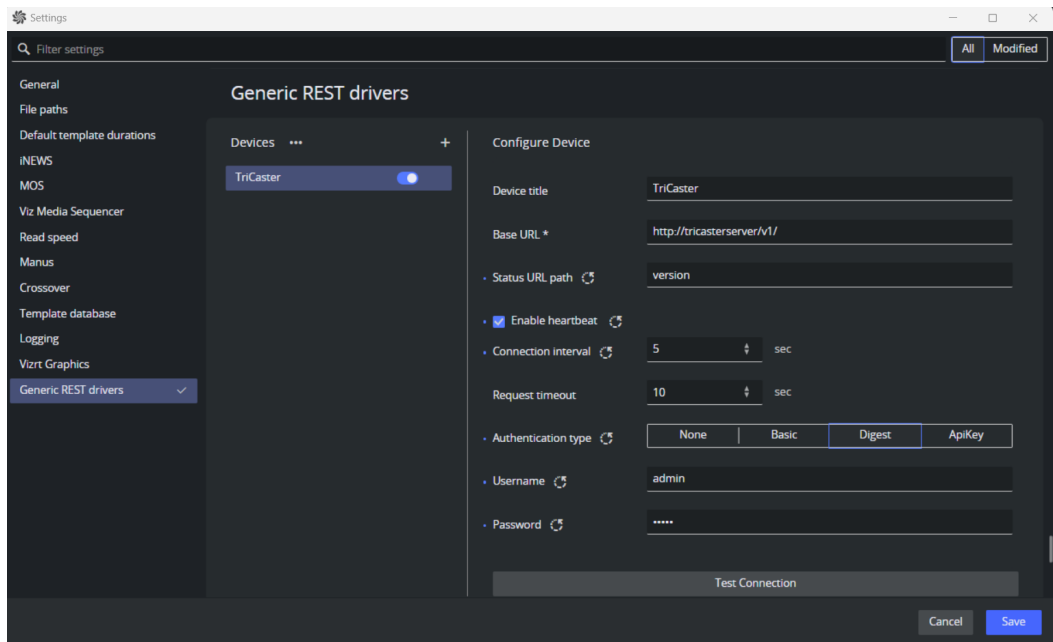 Settings
Filter settings
All
Modified
General
File paths
Default template durations
iNEWS
MOS
Viz Media Sequencer
Read speed
Manus
Crossover
Template database
Logging
Vizrt Graphics
Generic REST drivers
Generic REST drivers
Devices ••• +
TriCaster
Configure Device
Device title TriCaster
Base URL * http://tricasterserver/v1/
Status URL path version
Enable heartbeat
Connection interval 5 sec
Request timeout 10 sec
Authentication type None Basic Digest ApiKey
Username admin
Password •••••
Test Connection
Cancel Save